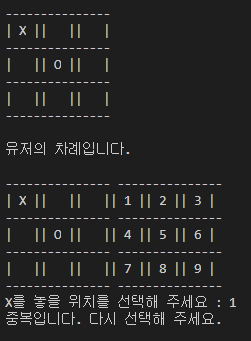 ---------------
| X ||   ||   |
---------------
|   || O ||   |
---------------
|   ||   ||   |
---------------
유저의 차례입니다.
--------------- ---------------
| X ||   ||   | | 1 || 2 || 3 |
--------------- ---------------
|   || O ||   | | 4 || 5 || 6 |
--------------- ---------------
|   ||   ||   | | 7 || 8 || 9 |
--------------- ---------------
X를 놓을 위치를 선택해 주세요 : 1
중복입니다. 다시 선택해 주세요.